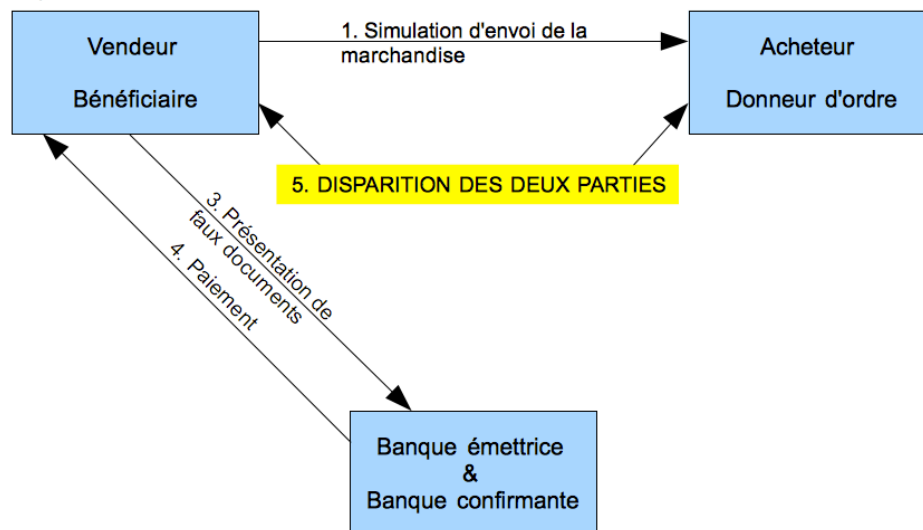 Vendeur
Bénéficiaire
1. Simulation d'envoi de la
marchandise
Acheteur
Donneur d'ordre
5. DISPARITION DES DEUX PARTIES
3. Présentation de
faux documents
4. Paiement
Banque émettrice
&
Banque confirmante